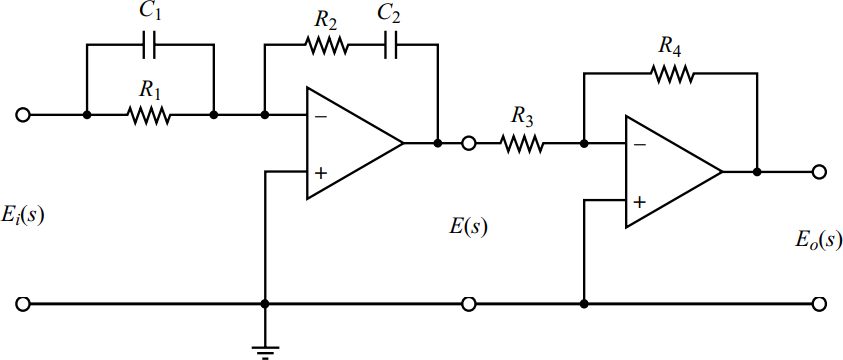 C1
R2
C2
R1
R4
R3
−
+
−
+
Ei(s)
E(s)
Eo(s)